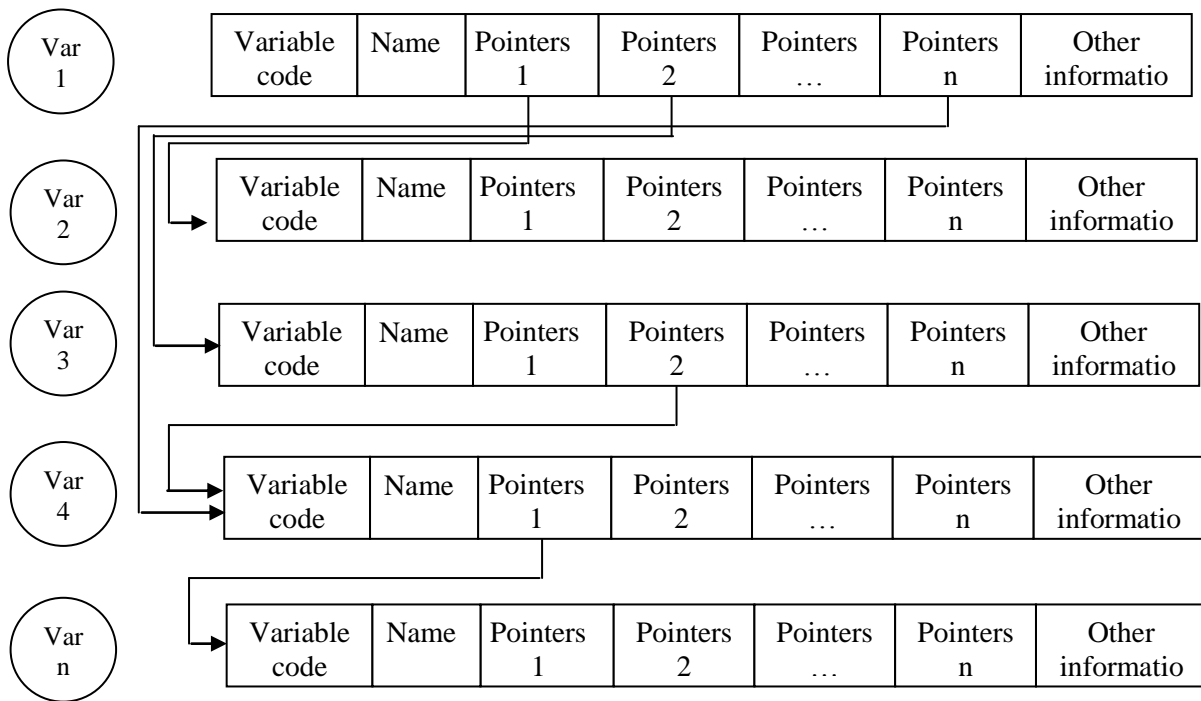 Var
1
Variable
code
Name
Pointers
1
Pointers
2
Pointers
…
Pointers
n
Other
informatio
Var
2
Variable
code
Name
Pointers
1
Pointers
2
Pointers
…
Pointers
n
Other
informatio
Var
3
Variable
code
Name
Pointers
1
Pointers
2
Pointers
…
Pointers
n
Other
informatio
Var
4
Variable
code
Name
Pointers
1
Pointers
2
Pointers
…
Pointers
n
Other
informatio
Var
n
Variable
code
Name
Pointers
1
Pointers
2
Pointers
…
Pointers
n
Other
informatio